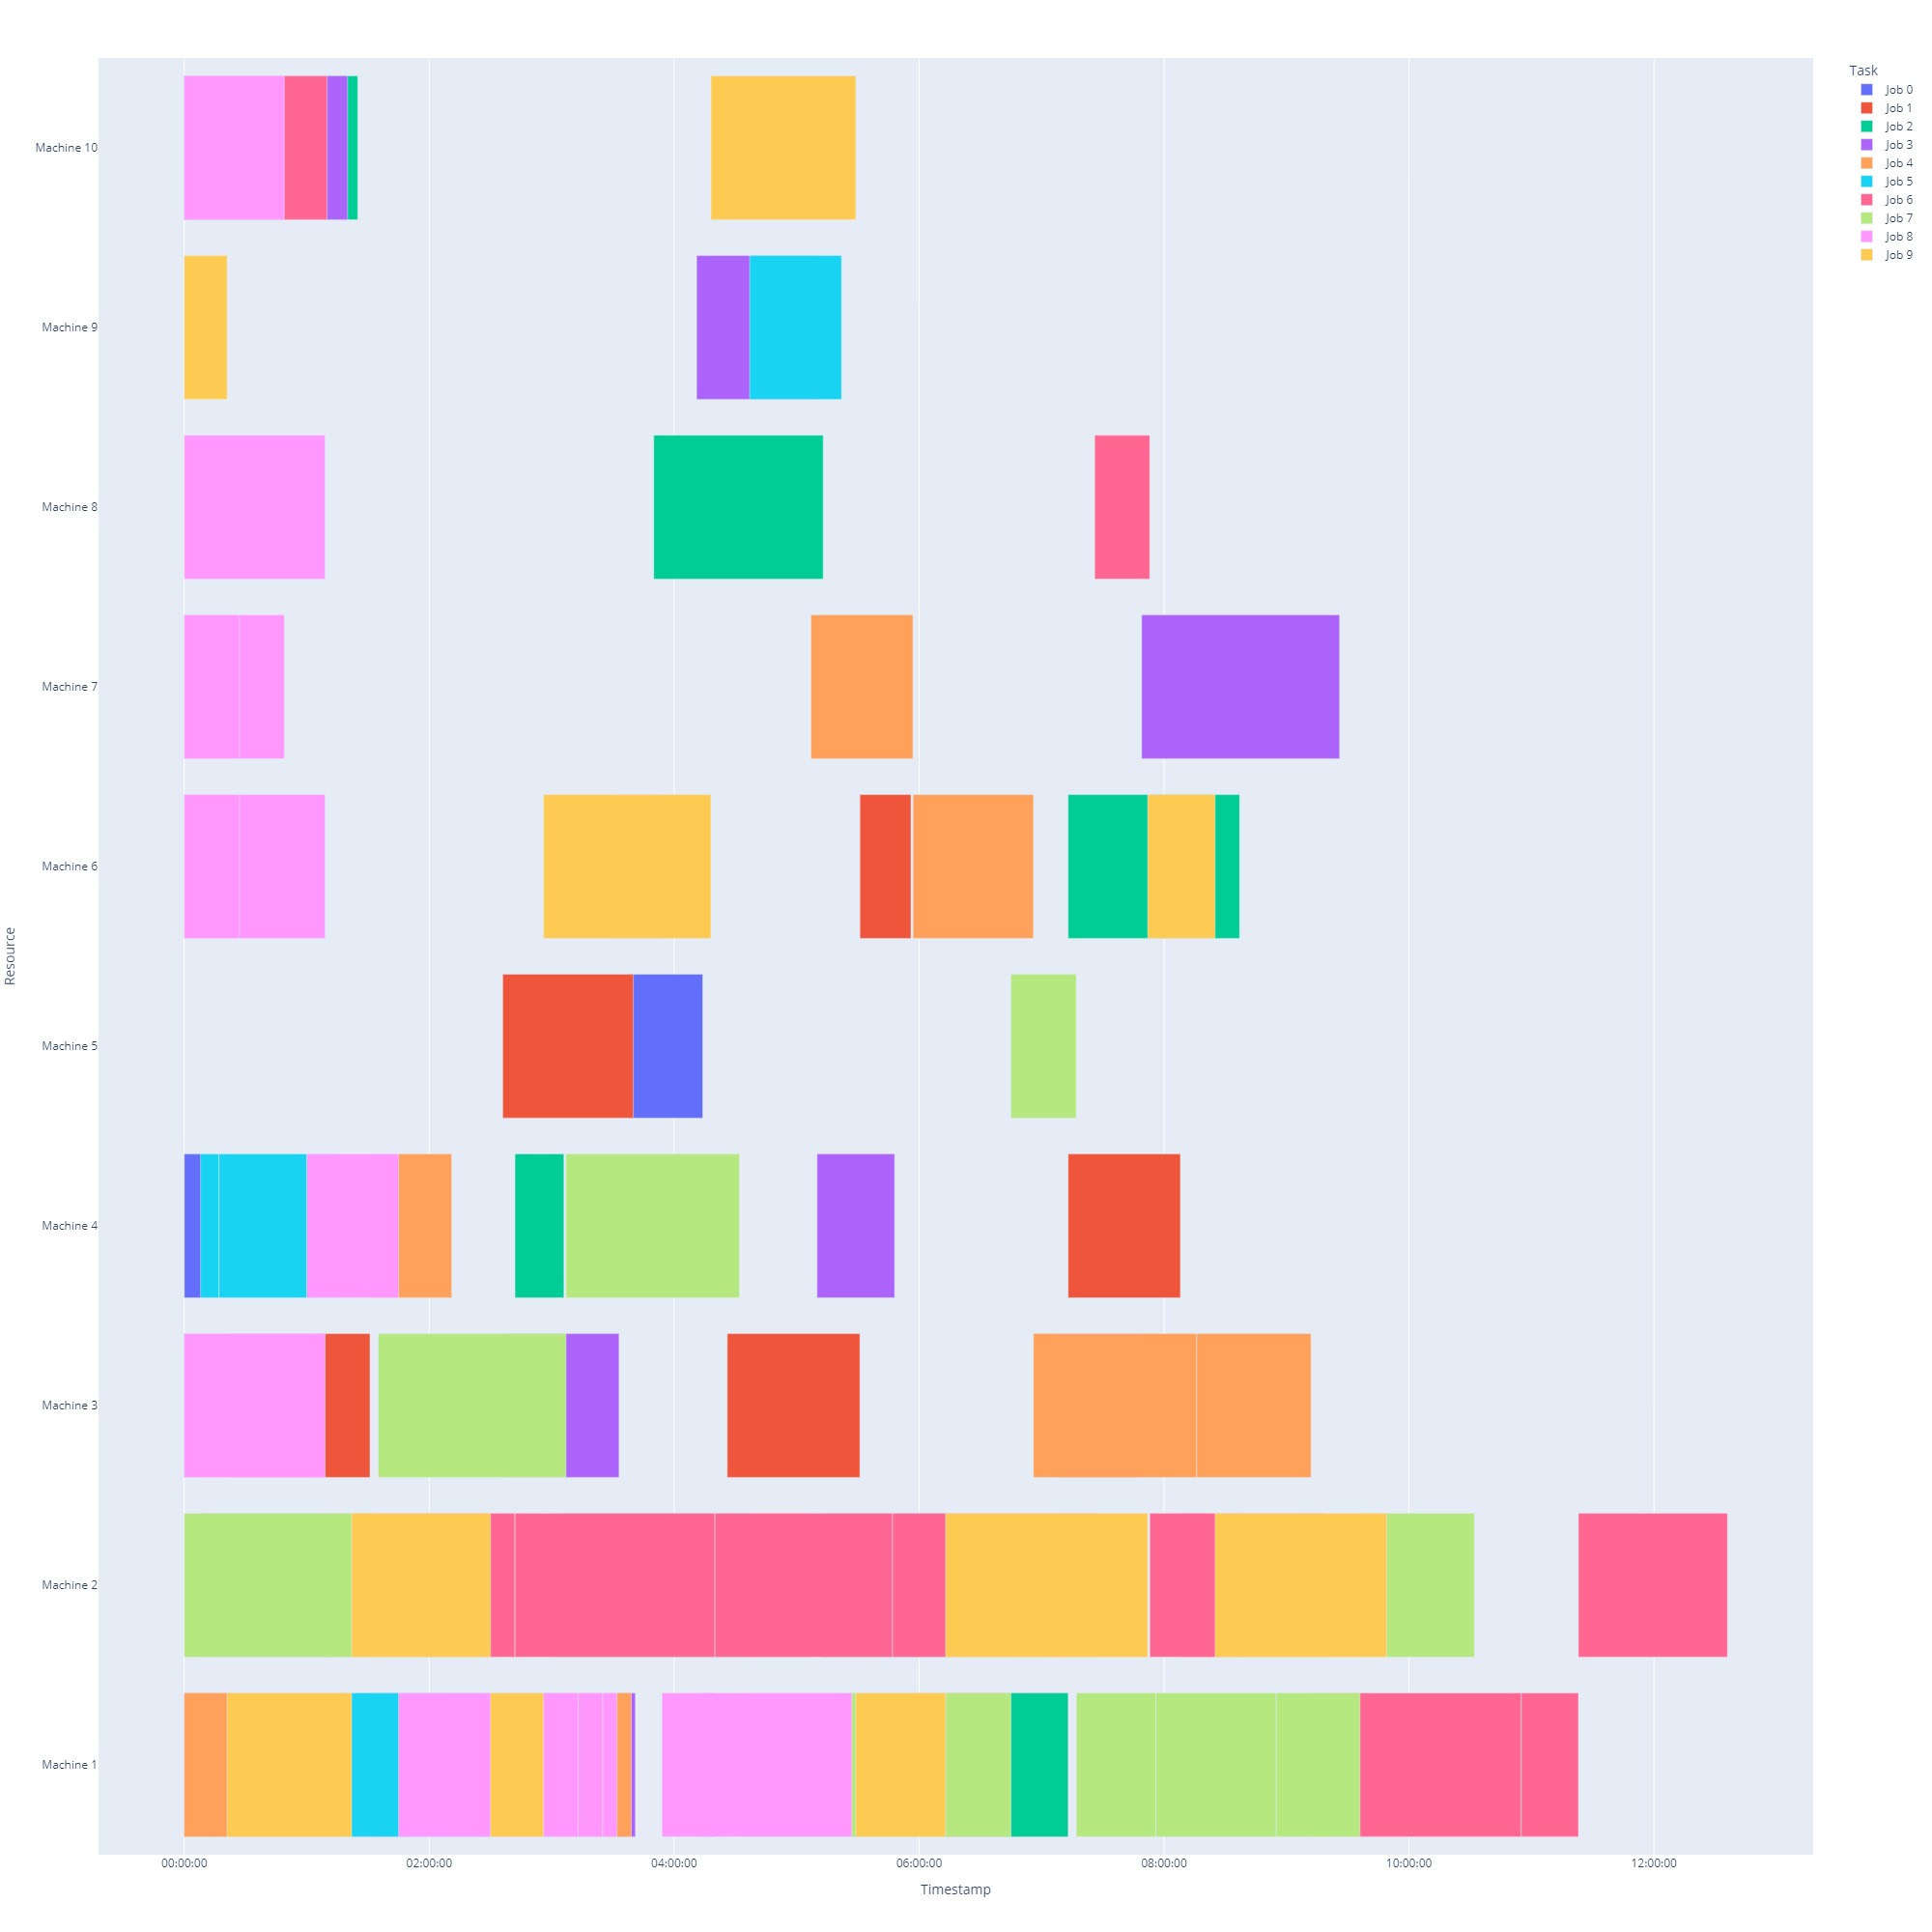 Task
Job 0
Job 1
Job 2
Job 3
Job 4
Job 5
Job 6
Job 7
Job 8
Job 9
Machine 10
Machine 9
Machine 8
Machine 7
Machine 6
Machine 5
Machine 4
Machine 3
Machine 2
Machine 1
Resource
00:00:00 02:00:00 04:00:00 06:00:00 08:00:00 10:00:00 12:00:00
Timestamp